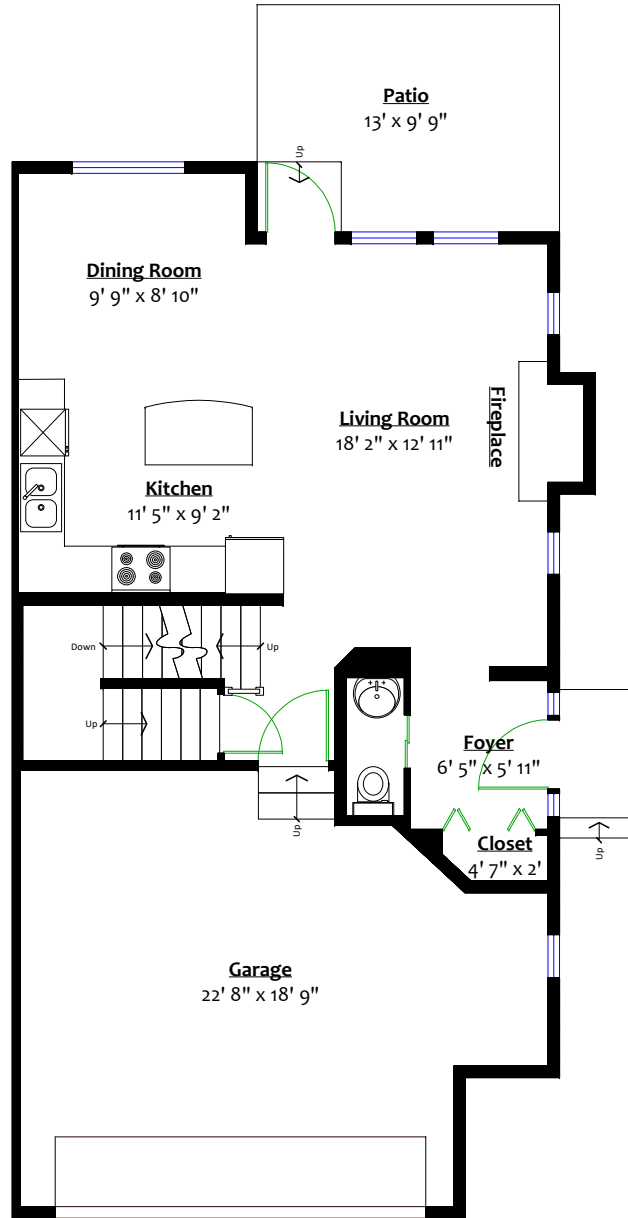 Patio
13' x 9' 9"
Up
Dining Room
9' 9" x 8' 10"
Living Room
18' 2" x 12' 11"
Fireplace
Kitchen
11' 5" x 9' 2"
Down
Up
Up
Foyer
6' 5" x 5' 11"
Up
Closet
4' 7" x 2'
Up
Garage
22' 8" x 18' 9"